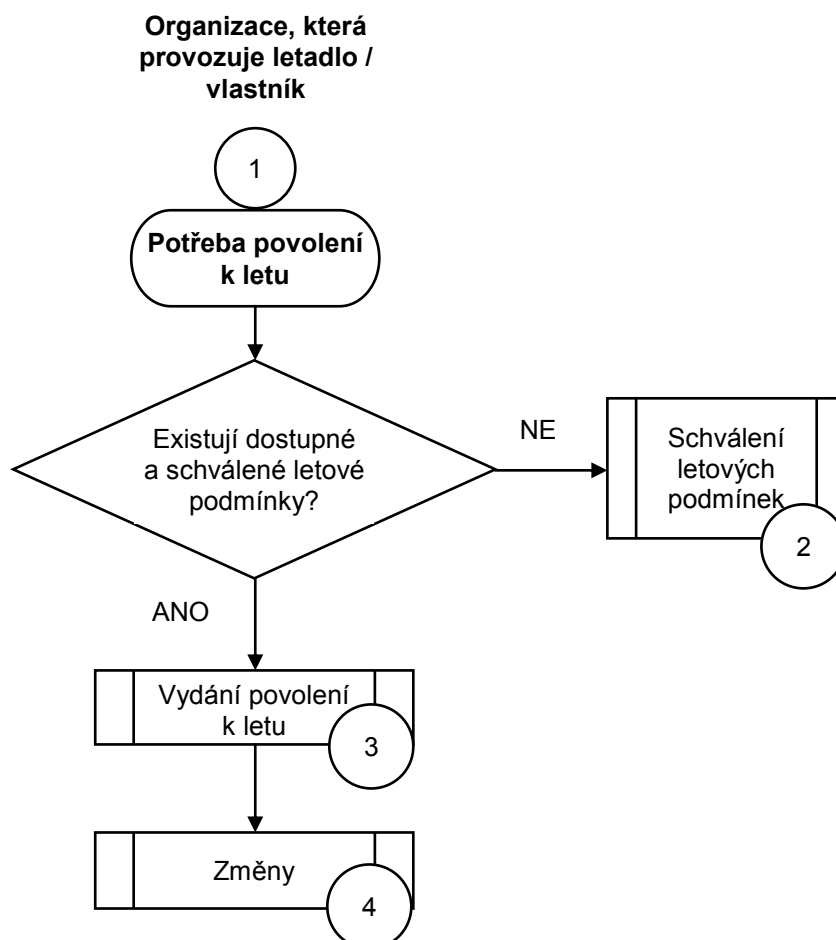 Organizace, která
provozuje letadlo /
vlastník
1
Potřeba povolení
k letu
Existují dostupné
a schválené letové
podmínky?
NE
Schválení
letových
podmínek
2
ANO
Vydání povolení
k letu
3
Změny
4